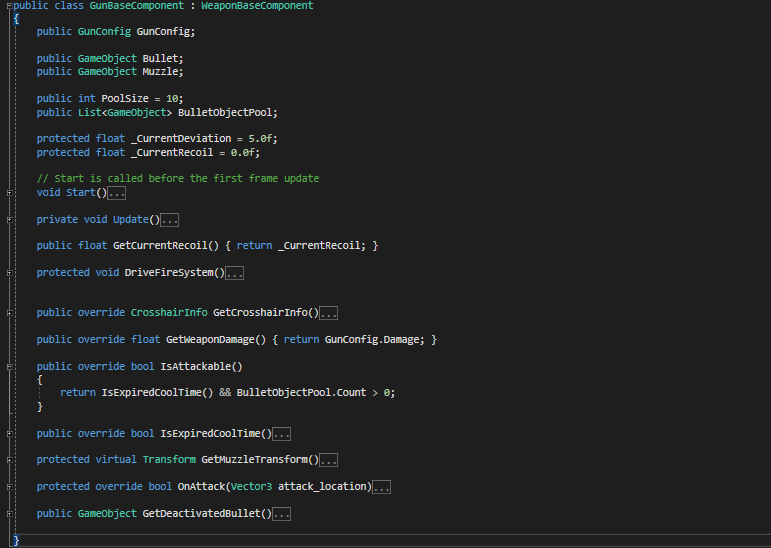 public class GunBaseComponent : WeaponBaseComponent
{
public GunConfig GunConfig;
public GameObject Bullet;
public GameObject Muzzle;
public int PoolSize = 10;
public List<GameObject> BulletObjectPool;
protected float _CurrentDeviation = 5.0f;
protected float _CurrentRecoil = 0.0f;
// Start is called before the first frame update
void Start()...
private void Update()...
public float GetCurrentRecoil() { return _CurrentRecoil; }
protected void DriveFireSystem()...
public override CrosshairInfo GetCrosshairInfo()...
public override float GetWeaponDamage() { return GunConfig.Damage; }
public override bool IsAttackable()
{
return IsExpiredCoolTime() && BulletObjectPool.Count > 0;
}
public override bool IsExpiredCoolTime()...
protected virtual Transform GetMuzzleTransform()...
protected override bool OnAttack(Vector3 attack_location)...
public GameObject GetDeactivatedBullet()...
}